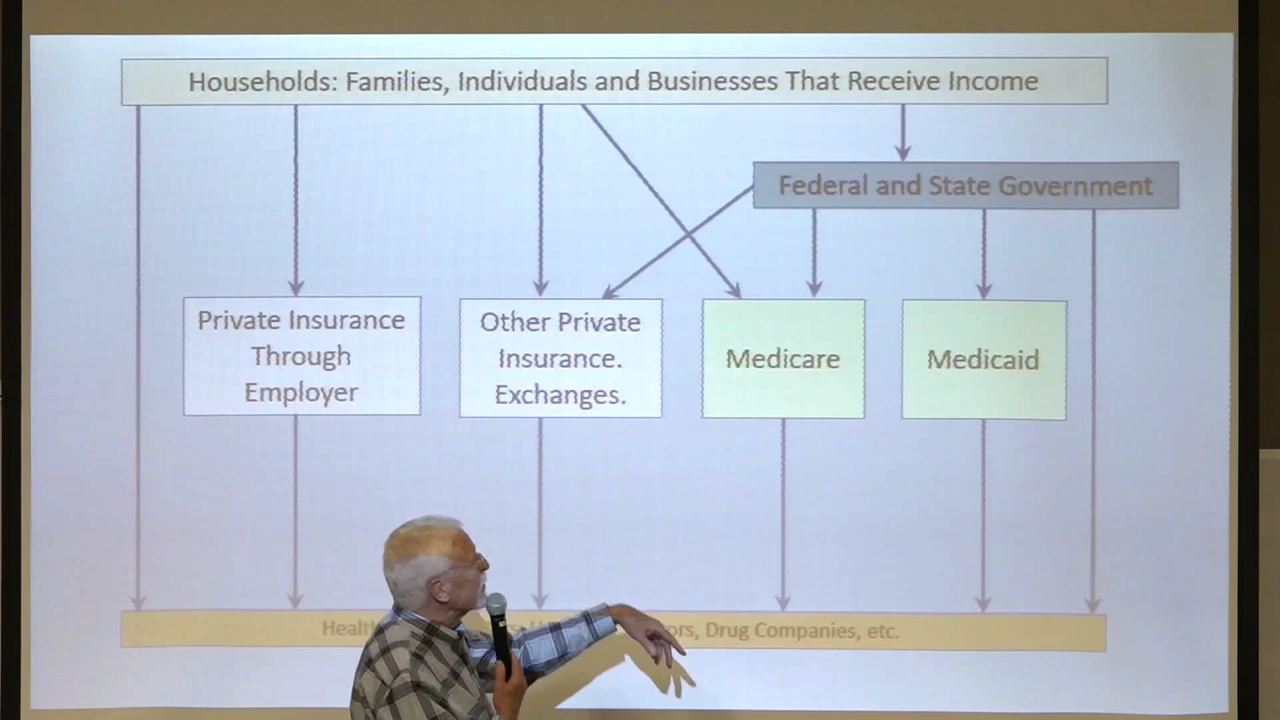 Households: Families, Individuals and Businesses That Receive Income
Federal and State Government
Private Insurance
Through
Employer
Other Private
Insurance.
Exchanges.
Medicare
Medicaid
Drug Companies, etc.